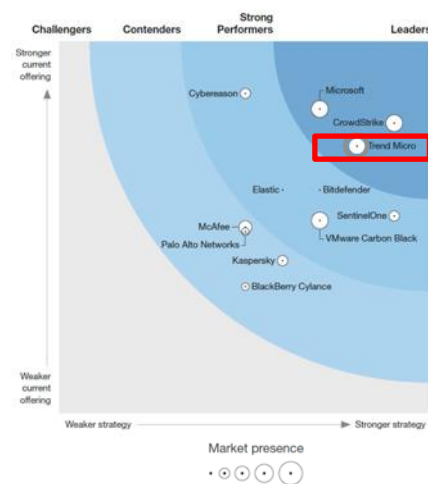 Challengers
Contenders
Strong
Performers
Leaders
Stronger
current
offering
Microsoft
Cybereason
CrowdStrike
Trend Micro
Elastic
Bitdefender
SentinelOne
McAfee
VMware Carbon Black
Palo Alto Networks
Kaspersky
BlackBerry Cylance
Weaker
current
offering
Weaker strategy
Stronger strategy
Market presence